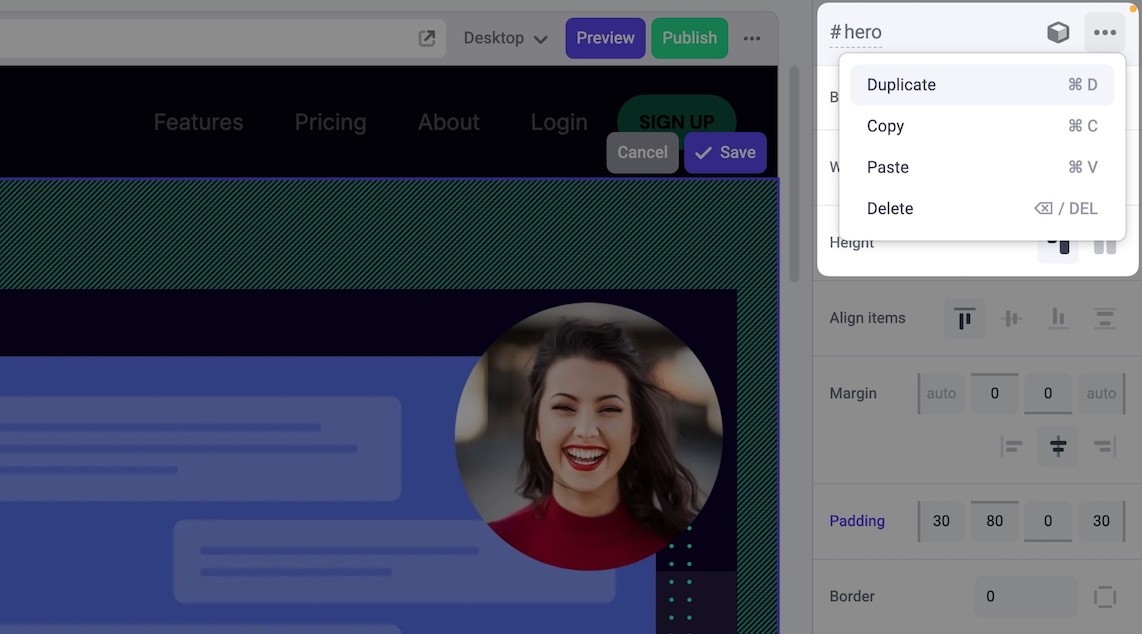 Desktop
Preview
Publish
Features
Pricing
About
Login
SIGN UP
Cancel
Save
#hero
Duplicate ⌘ D
Copy ⌘ C
Paste ⌘ V
Delete ⌫ / DEL
B
W
Height
Align items
Margin auto 0 0 auto
Padding 30 80 0 30
Border 0